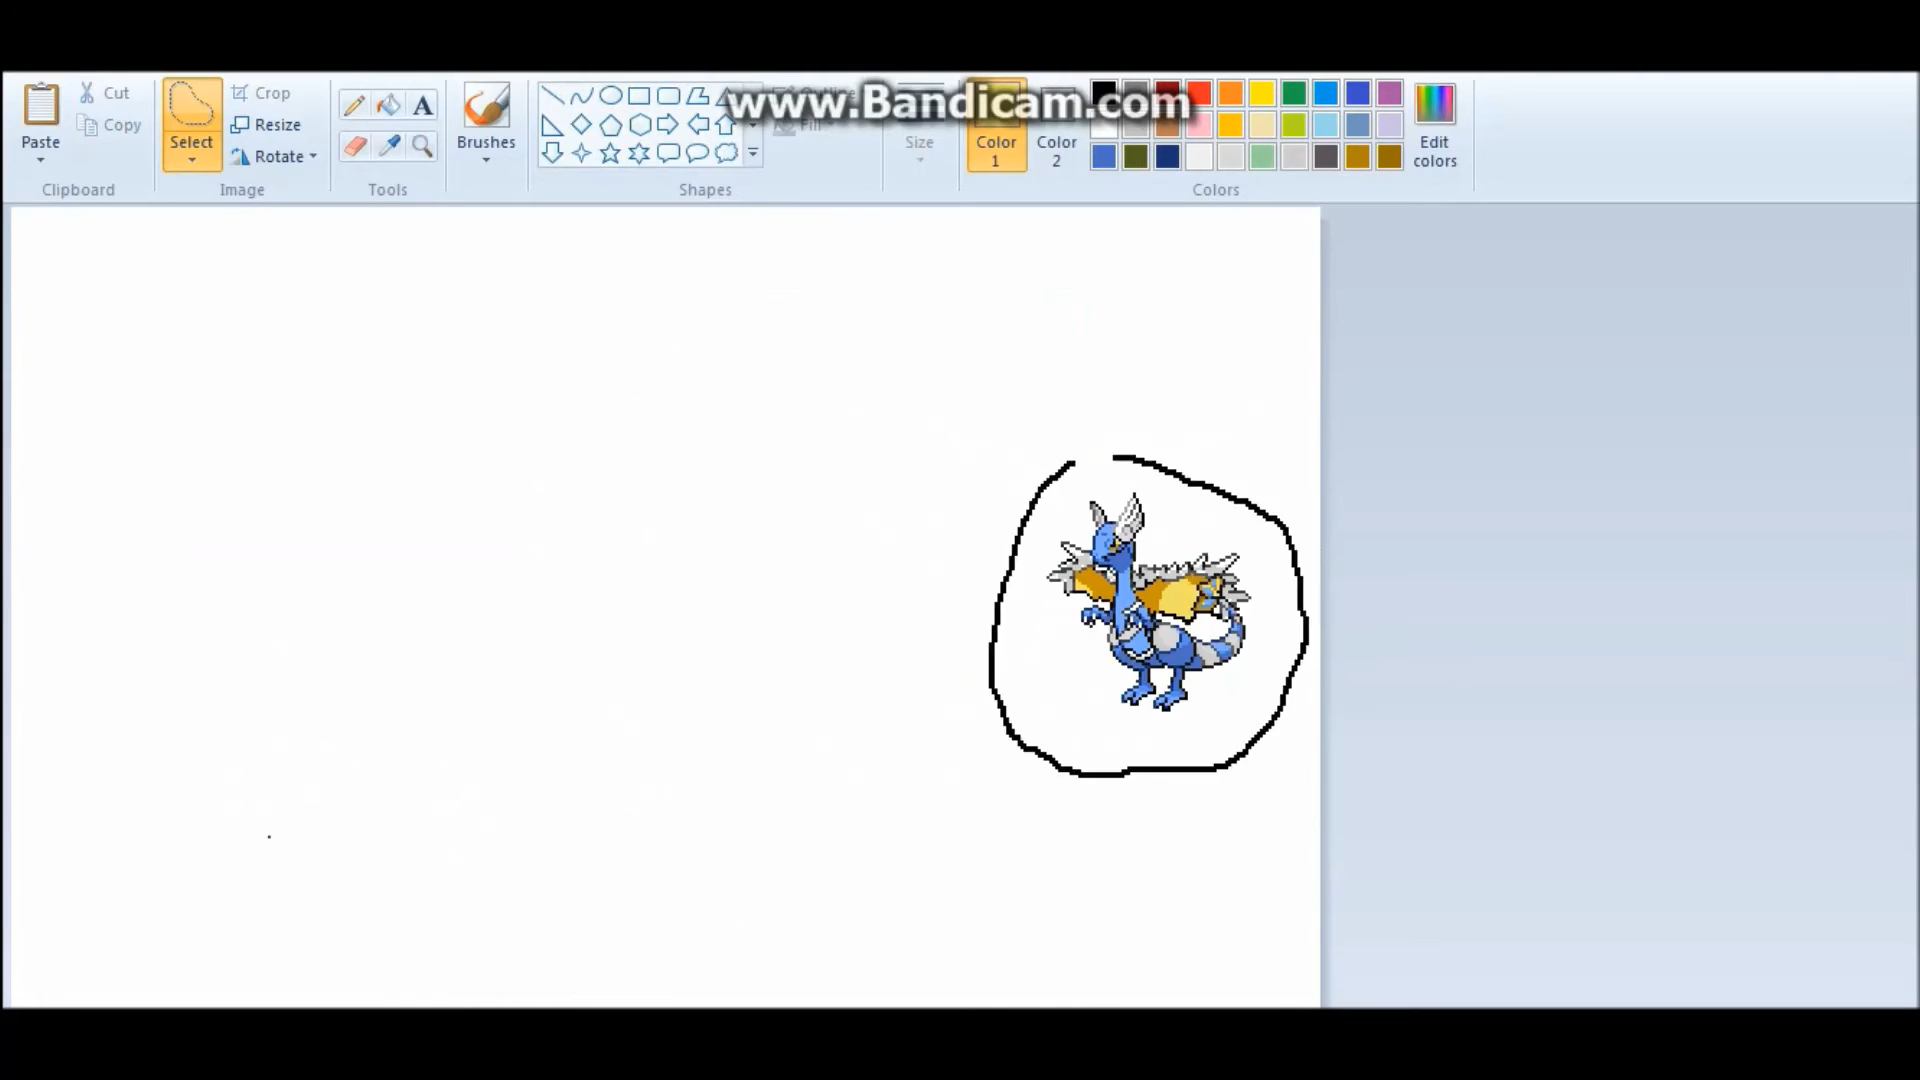 Paste
Cut
Copy
Clipboard
Select
Crop
Resize
Rotate
Image
A
Tools
Brushes
Shapes
www.Bandicam.com
Size
Color
1
Color
2
Edit
colors
Colors